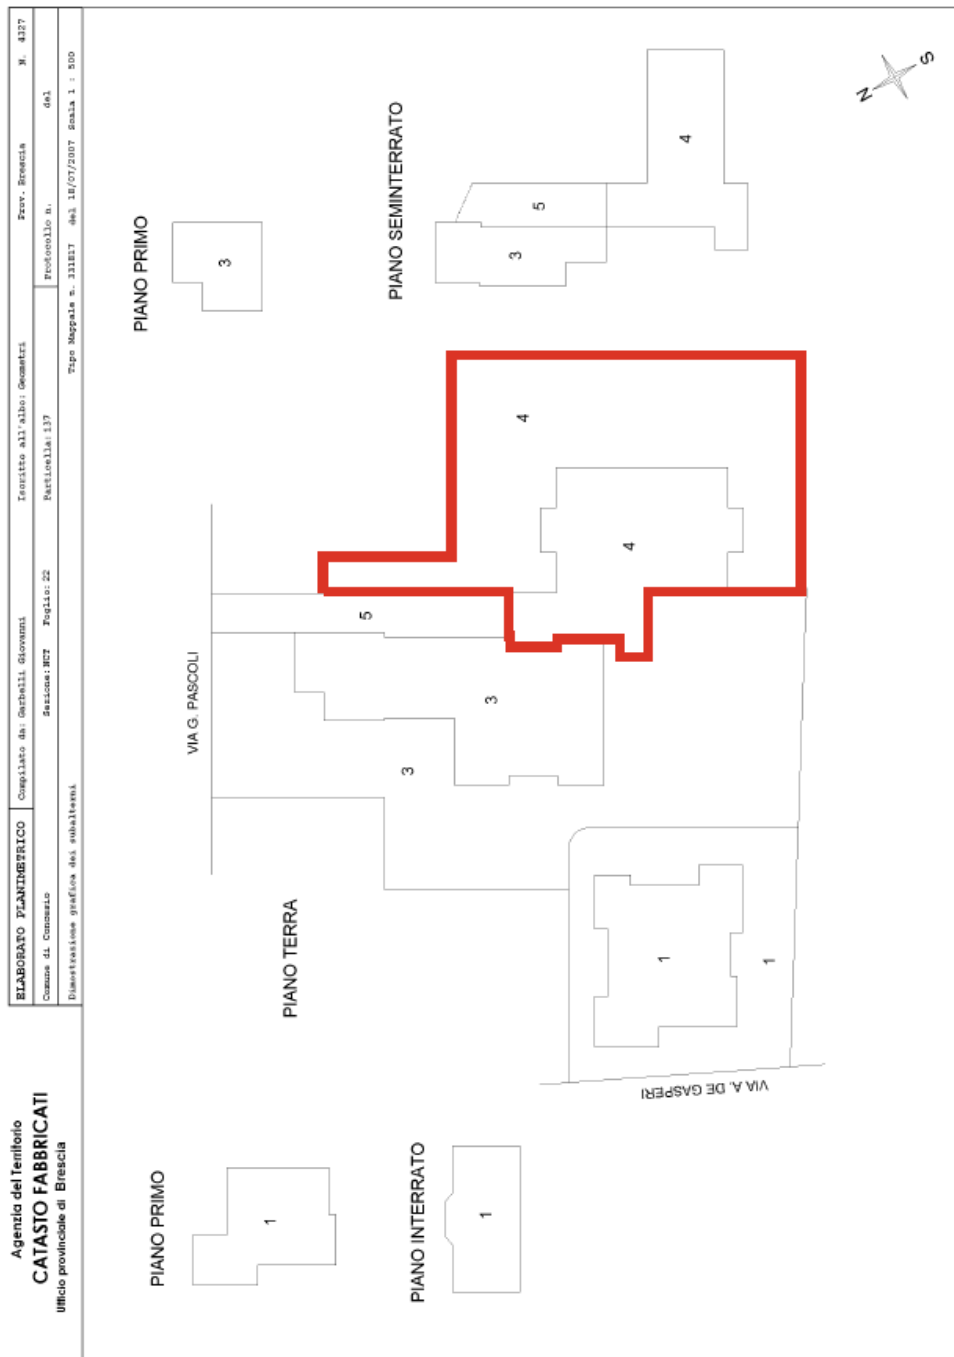 Agenzia del Territorio
CATASTO FABBRICATI
Ufficio provinciale di Brescia
ELABORATO PLANIMETRICO
Compilato da: Garbelli Giovanni
Iscritto all'albo: Geometri
Prov. Brescia
N. 4327
Comune di Concesio
Sezione: NCT
Foglio: 22
Particella: 137
Protocollo n.
del
Dimostrazione grafica dei subalterni
Tipo Mappale n. 331817
del 18/07/2007
Scala 1 : 500
PIANO PRIMO
3
PIANO SEMINTERRATO
4
5
3
N
S
VIA G. PASCOLI
PIANO TERRA
4
4
5
3
3
1
1
VIA A. DE GASPERI
PIANO PRIMO
1
PIANO INTERRATO
1